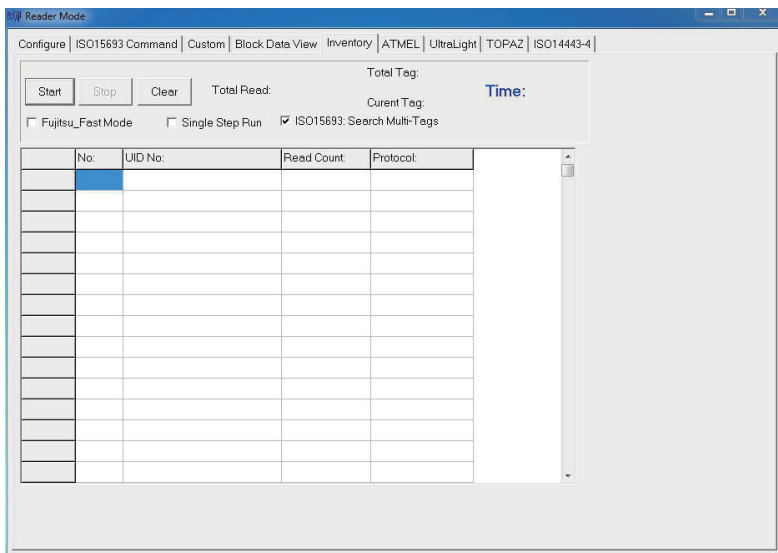 Reader Mode
Configure ISO15693 Command Custom Block Data View Inventory ATMEL UltraLight TOPAZ ISO14443-4
Total Tag:
Start Stop Clear Total Read: Time:
Curent Tag:
Fujitsu_Fast Mode Single Step Run ISO15693: Search Multi-Tags
No: UID No: Read Count: Protocol: